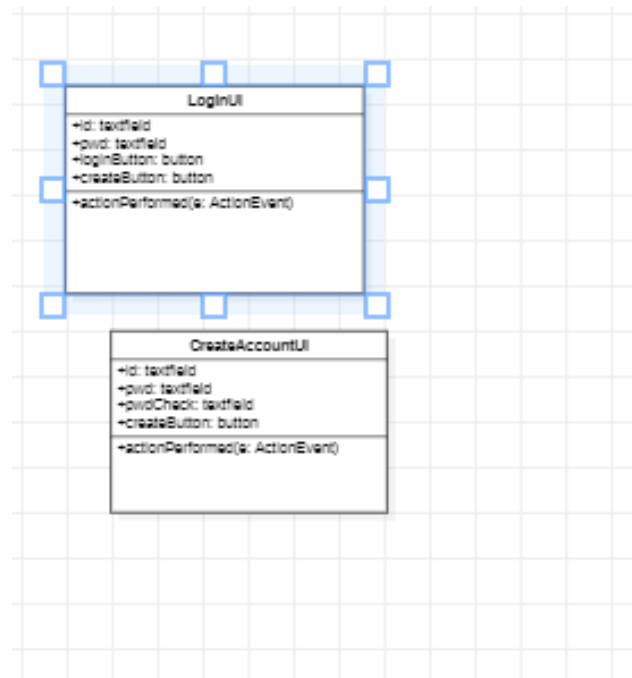 LoginUI
+id: textfield
+pwd: textfield
+loginButton: button
+createButton: button
+actionPerformed(e: ActionEvent)
CreateAccountUI
+id: textfield
+pwd: textfield
+pwdCheck: textfield
+createButton: button
+actionPerformed(e: ActionEvent)